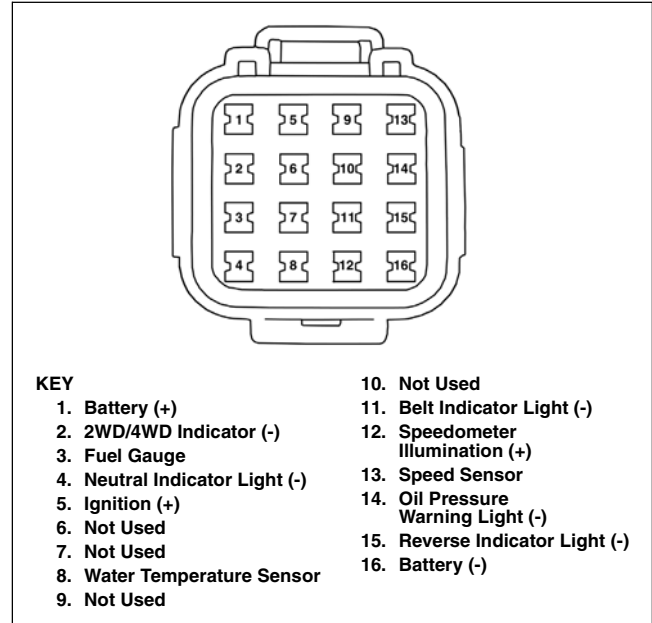 1 5 9 13
2 6 10 14
3 7 11 15
4 8 12 16
KEY
1. Battery (+)
2. 2WD/4WD Indicator (-)
3. Fuel Gauge
4. Neutral Indicator Light (-)
5. Ignition (+)
6. Not Used
7. Not Used
8. Water Temperature Sensor
9. Not Used
10. Not Used
11. Belt Indicator Light (-)
12. Speedometer
Illumination (+)
13. Speed Sensor
14. Oil Pressure
Warning Light (-)
15. Reverse Indicator Light (-)
16. Battery (-)